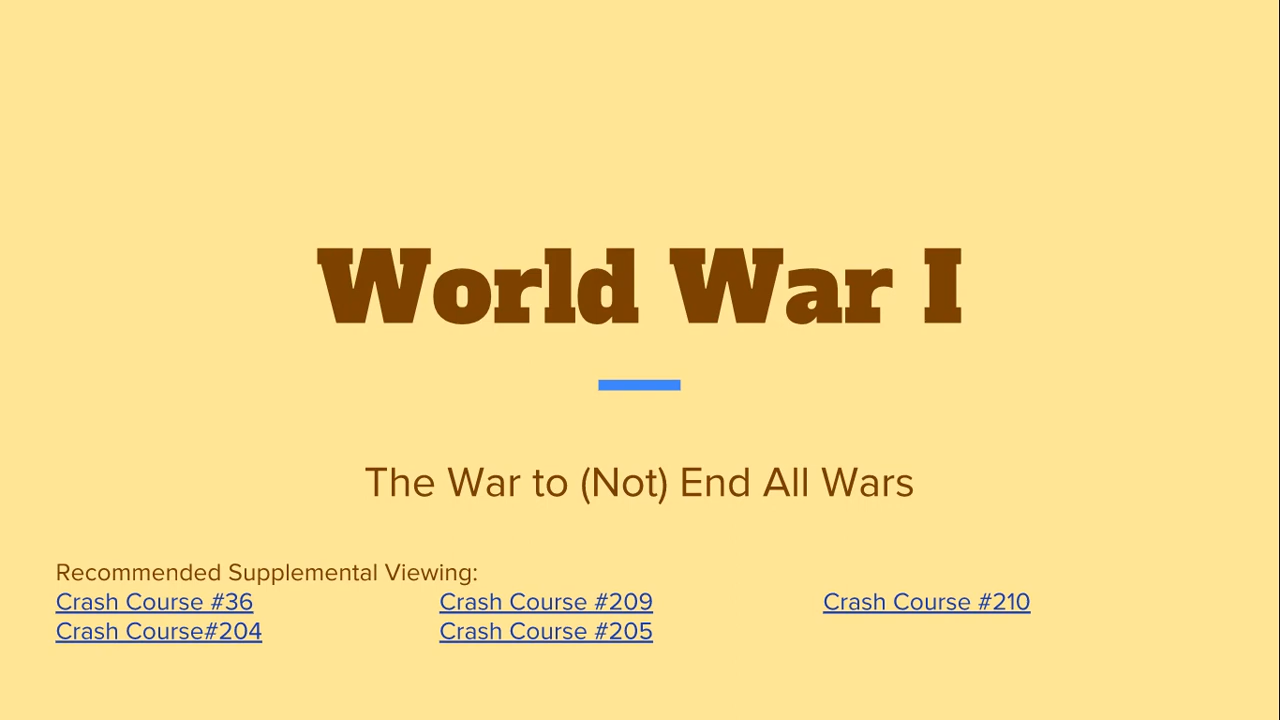 World War I
The War to (Not) End All Wars
Recommended Supplemental Viewing:
Crash Course #36 Crash Course #209 Crash Course #210
Crash Course#204 Crash Course #205